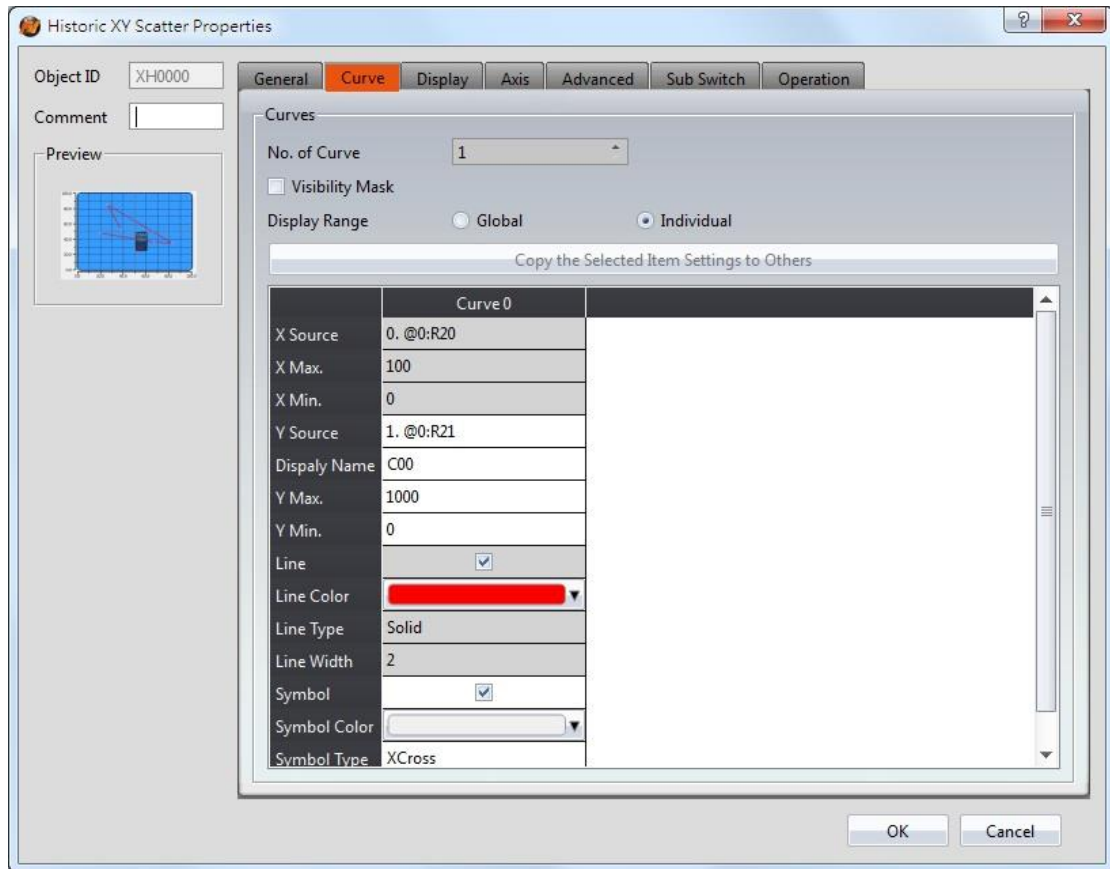 Historic XY Scatter Properties
Object ID XH0000
Comment
Preview
General Curve Display Axis Advanced Sub Switch Operation
Curves
No. of Curve 1
Visibility Mask
Display Range Global Individual
Copy the Selected Item Settings to Others
Curve 0
X Source 0. @0:R20
X Max. 100
X Min. 0
Y Source 1. @0:R21
Dispaly Name C00
Y Max. 1000
Y Min. 0
Line
Line Color
Line Type Solid
Line Width 2
Symbol
Symbol Color
Symbol Type XCross
OK Cancel